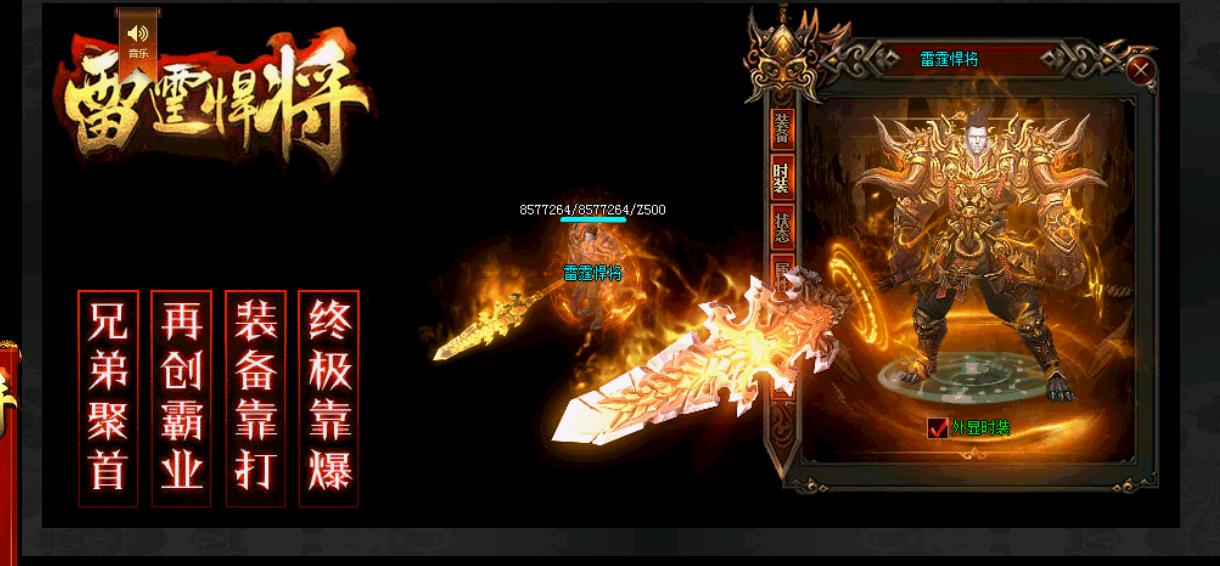 音乐
雷霆悍将
雷霆悍将
装备
时装
状态
8577264/8577264/Z500
雷霆悍将
兄弟聚首
再创霸业
装备靠打
终极靠爆
外显时装